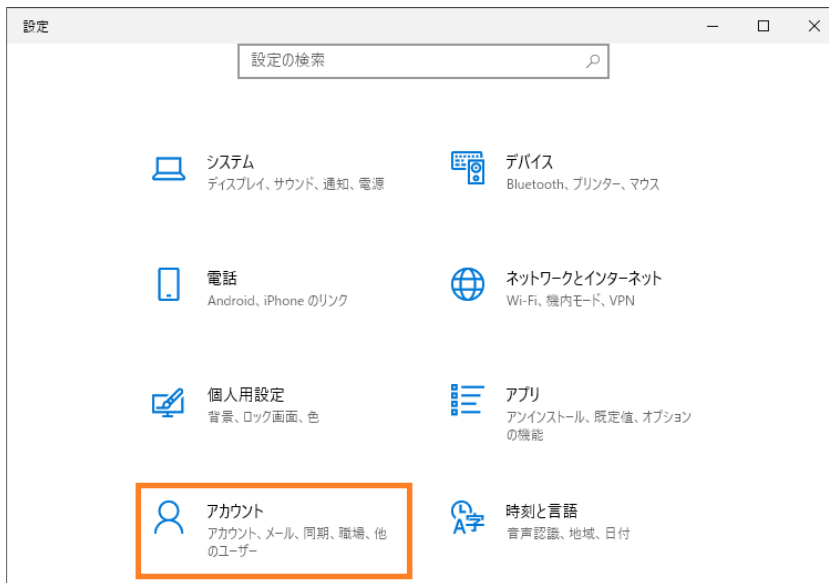 設定
設定の検索
システム
ディスプレイ、サウンド、通知、電源
デバイス
Bluetooth、プリンター、マウス
電話
Android、iPhone のリンク
ネットワークとインターネット
Wi-Fi、機内モード、VPN
個人用設定
背景、ロック画面、色
アプリ
アンインストール、既定値、オプション
の機能
アカウント
アカウント、メール、同期、職場、他
のユーザー
時刻と言語
音声認識、地域、日付